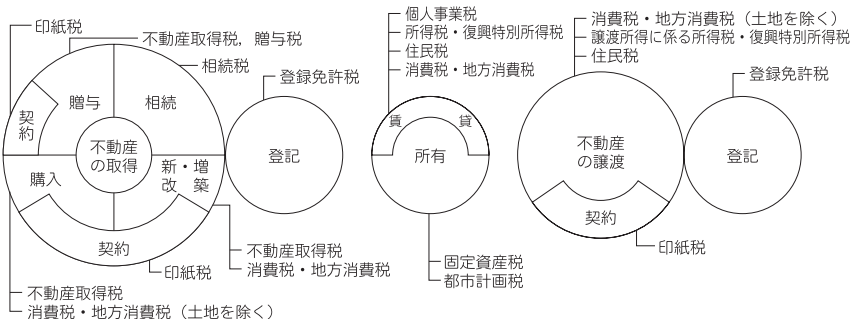 印紙税
不動産取得税，贈与税
相続税
契約
贈与
相続
不動産
の取得
購入
新・増
改　築
契約
印紙税
不動産取得税
消費税・地方消費税
不動産取得税
消費税・地方消費税（土地を除く）
登録免許税
登記
個人事業税
所得税・復興特別所得税
住民税
消費税・地方消費税
賃　貸
所有
固定資産税
都市計画税
消費税・地方消費税（土地を除く）
譲渡所得に係る所得税・復興特別所得税
住民税
不動産
の譲渡
契約
印紙税
登録免許税
登記